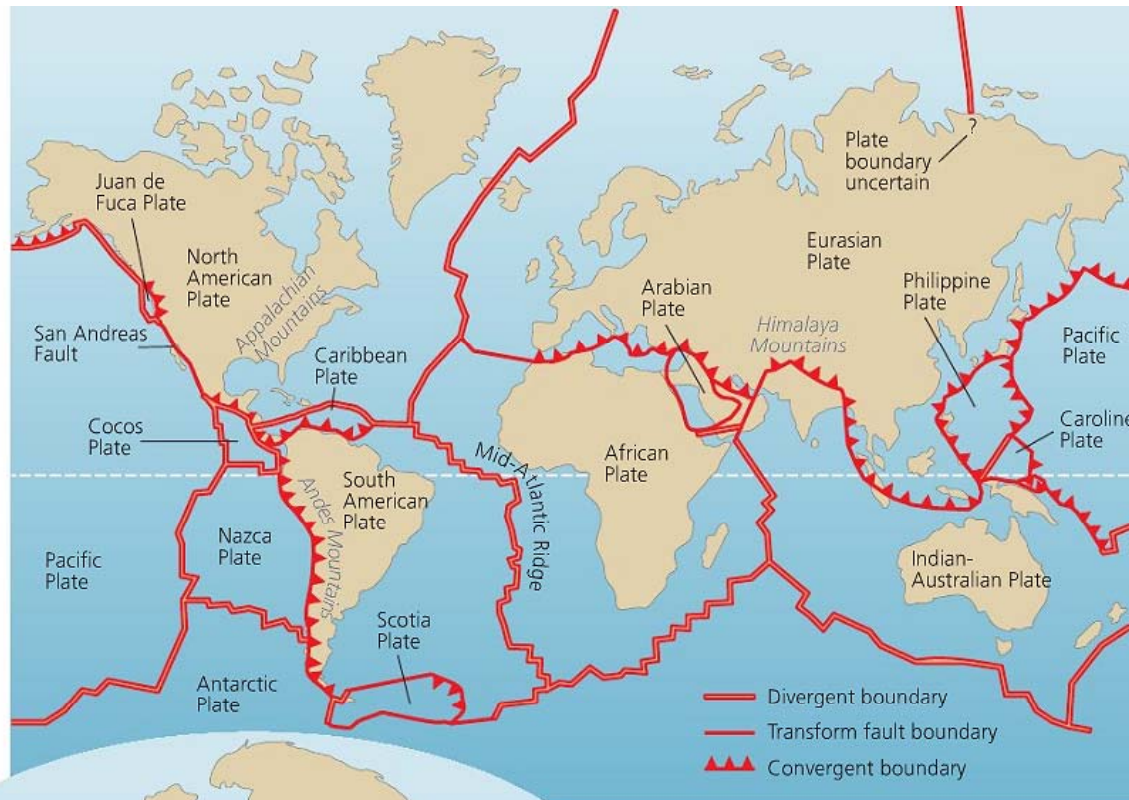 Juan de
Fuca Plate
North
American
Plate
Appalachian
Mountains
San Andreas
Fault
Caribbean
Plate
Cocos
Plate
South
American
Plate
Andes Mountains
Nazca
Plate
Pacific
Plate
Scotia
Plate
Antarctic
Plate
Mid-Atlantic Ridge
African
Plate
Arabian
Plate
Eurasian
Plate
Himalaya
Mountains
?
Plate
boundary
uncertain
Philippine
Plate
Pacific
Plate
Caroline
Plate
Indian-
Australian Plate
Divergent boundary
Transform fault boundary
Convergent boundary